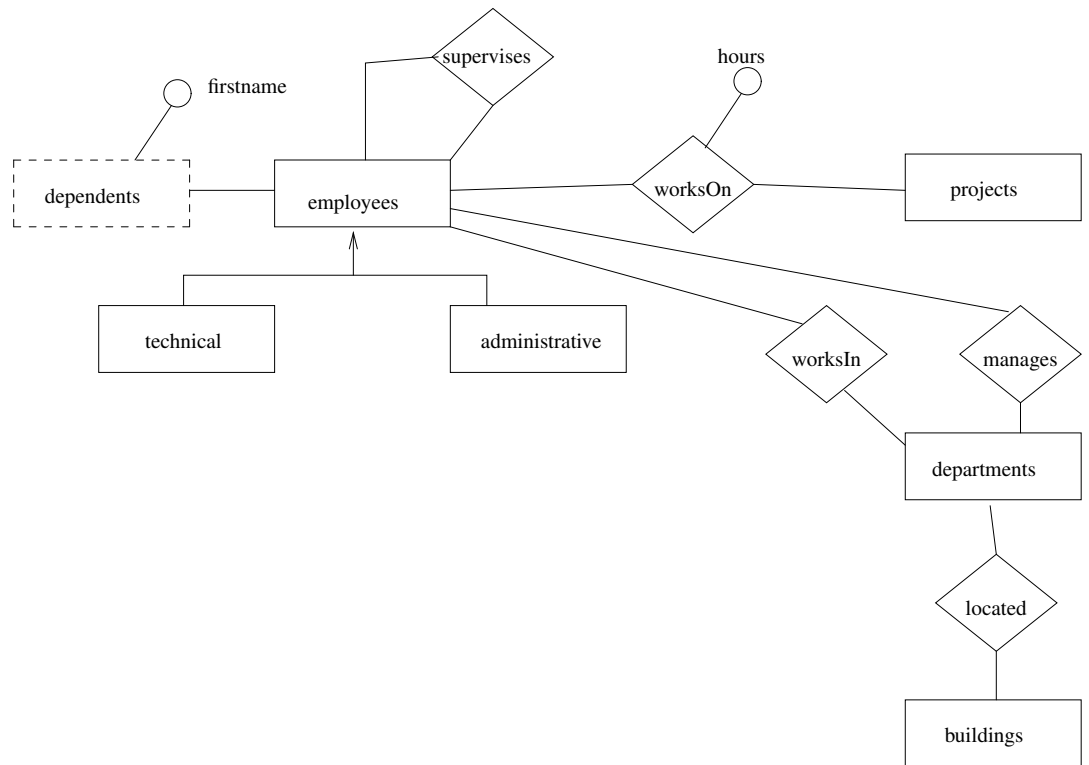 supervises
hours
firstname
dependents
employees
worksOn
projects
technical
administrative
worksIn
manages
departments
located
buildings